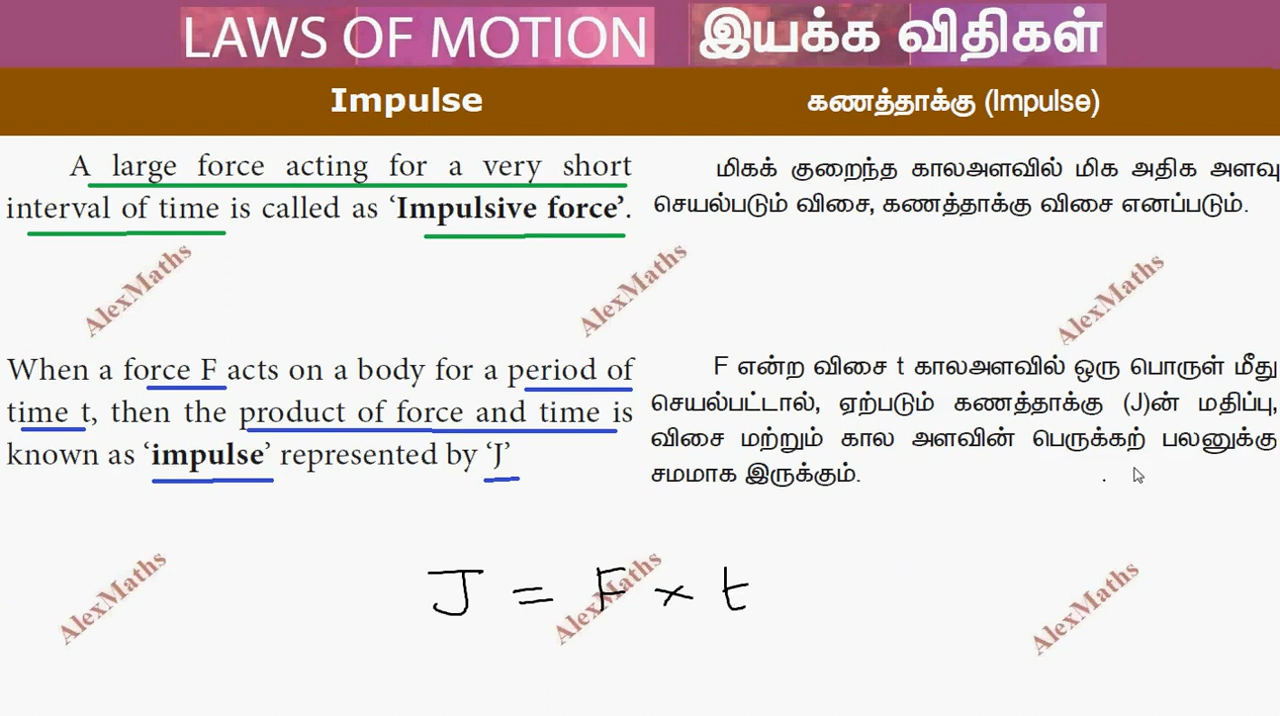 LAWS OF MOTION இயக்க விதிகள்
Impulse
கணத்தாக்கு (Impulse)
A large force acting for a very short
interval of time is called as ‘Impulsive force’.
மிகக் குறைந்த காலஅளவில் மிக அதிக அளவு
செயல்படும் விசை, கணத்தாக்கு விசை எனப்படும்.
AlexMaths
AlexMaths
AlexMaths
When a force F acts on a body for a period of
time t, then the product of force and time is
known as ‘impulse’ represented by ‘J’
F என்ற விசை t காலஅளவில் ஒரு பொருள் மீது
செயல்பட்டால், ஏற்படும் கணத்தாக்கு (J)ன் மதிப்பு,
விசை மற்றும் கால அளவின் பெருக்கற் பலனுக்கு
சமமாக இருக்கும்.
AlexMaths
AlexMaths
AlexMaths
J = F × t